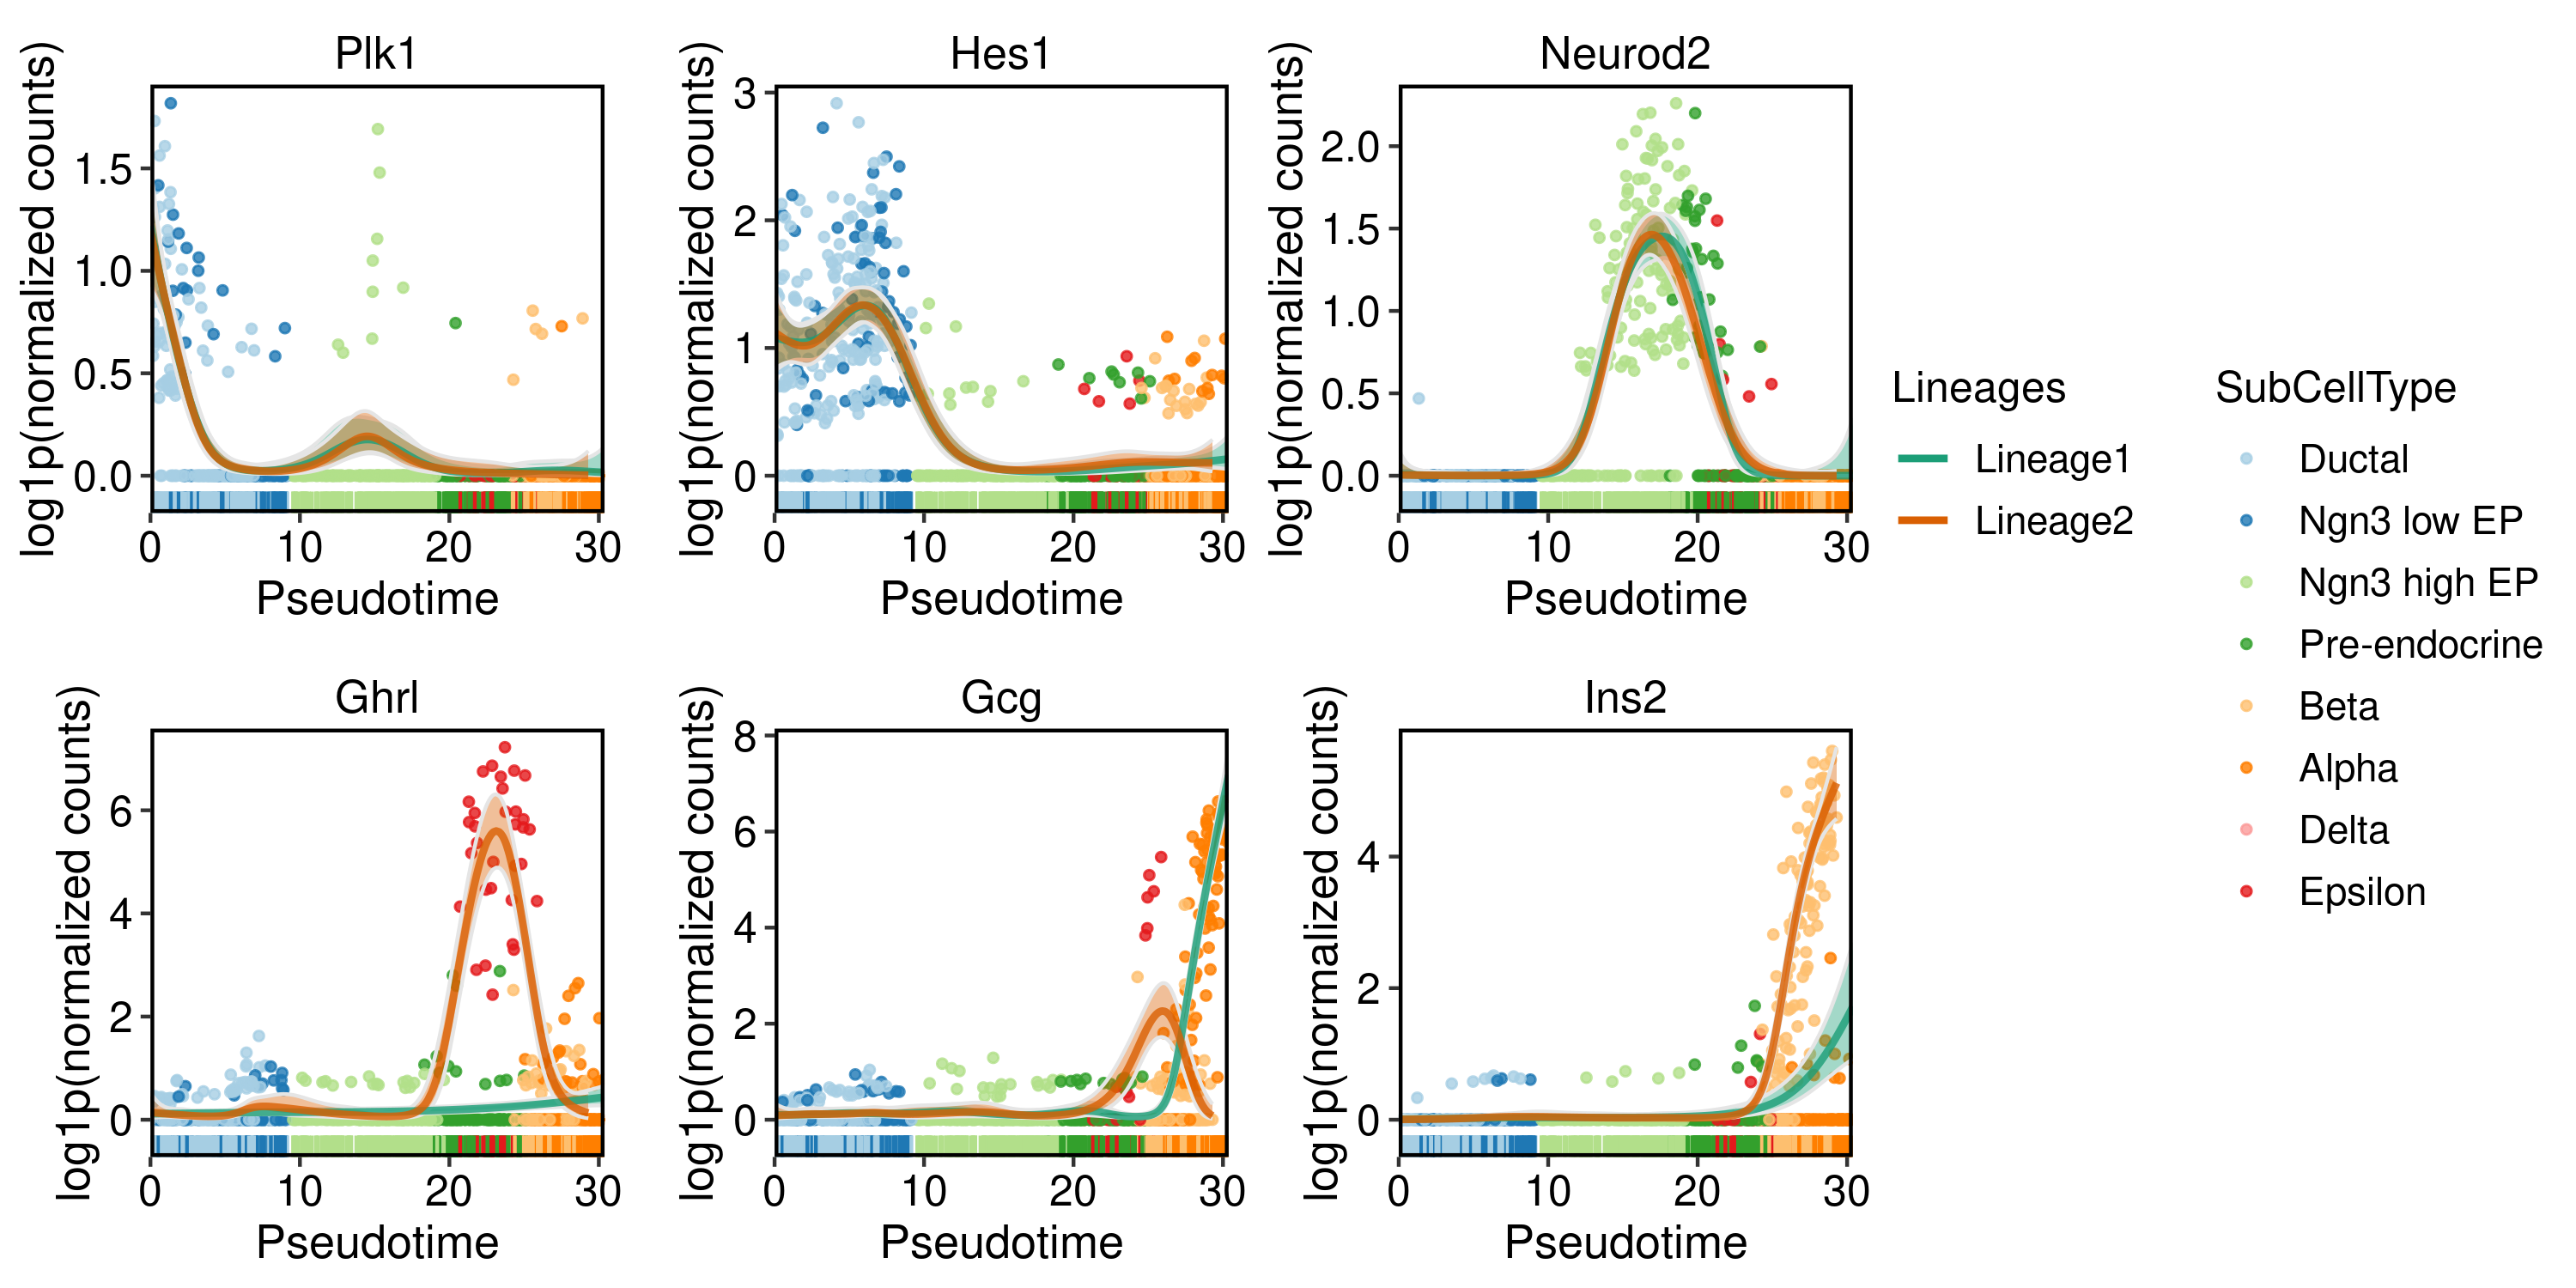 Plk1
log1p(normalized counts)
1.5
1.0
0.5
0.0
0 10 20 30
Pseudotime
Hes1
log1p(normalized counts)
3
2
1
0
0 10 20 30
Pseudotime
Neurod2
log1p(normalized counts)
2.0
1.5
1.0
0.5
0.0
0 10 20 30
Pseudotime
Ghrl
log1p(normalized counts)
6
4
2
0
0 10 20 30
Pseudotime
Gcg
log1p(normalized counts)
8
6
4
2
0
0 10 20 30
Pseudotime
Ins2
log1p(normalized counts)
4
2
0
0 10 20 30
Pseudotime
Lineages
Lineage1
Lineage2
SubCellType
Ductal
Ngn3 low EP
Ngn3 high EP
Pre-endocrine
Beta
Alpha
Delta
Epsilon